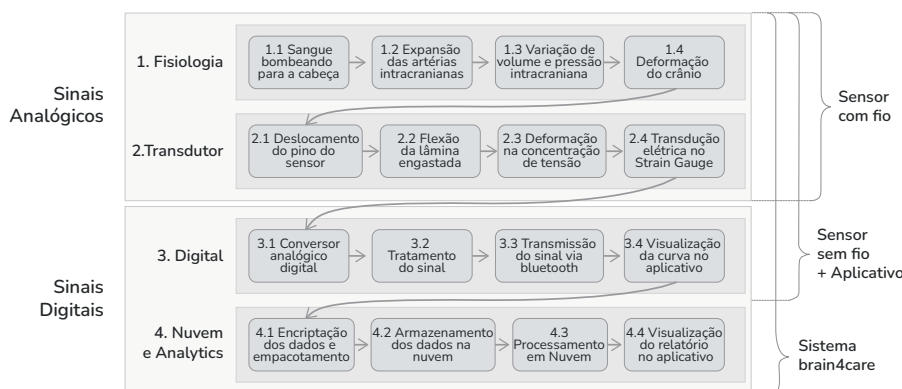 Sinais
Analógicos
1. Fisiologia
1.1 Sangue
bombeando
para a cabeça
1.2 Expansão
das artérias
intracranianas
1.3 Variação de
volume e pressão
intracraniana
1.4
Deformação
do crânio
2.Transdutor
2.1 Deslocamento
do pino do
sensor
2.2 Flexão
da lâmina
engastada
2.3 Deformação
na concentração
de tensão
2.4 Transdução
elétrica no
Strain Gauge
Sensor
com fio
Sinais
Digitais
3. Digital
3.1 Conversor
analógico
digital
3.2
Tratamento
do sinal
3.3 Transmissão
do sinal via
bluetooth
3.4 Visualização
da curva no
aplicativo
Sensor
sem fio
+ Aplicativo
4. Nuvem
e Analytics
4.1 Encriptação
dos dados e
empacotamento
4.2 Armazenamento
dos dados na
nuvem
4.3
Processamento
em Nuvem
4.4 Visualização
do relatório
no aplicativo
Sistema
brain4care